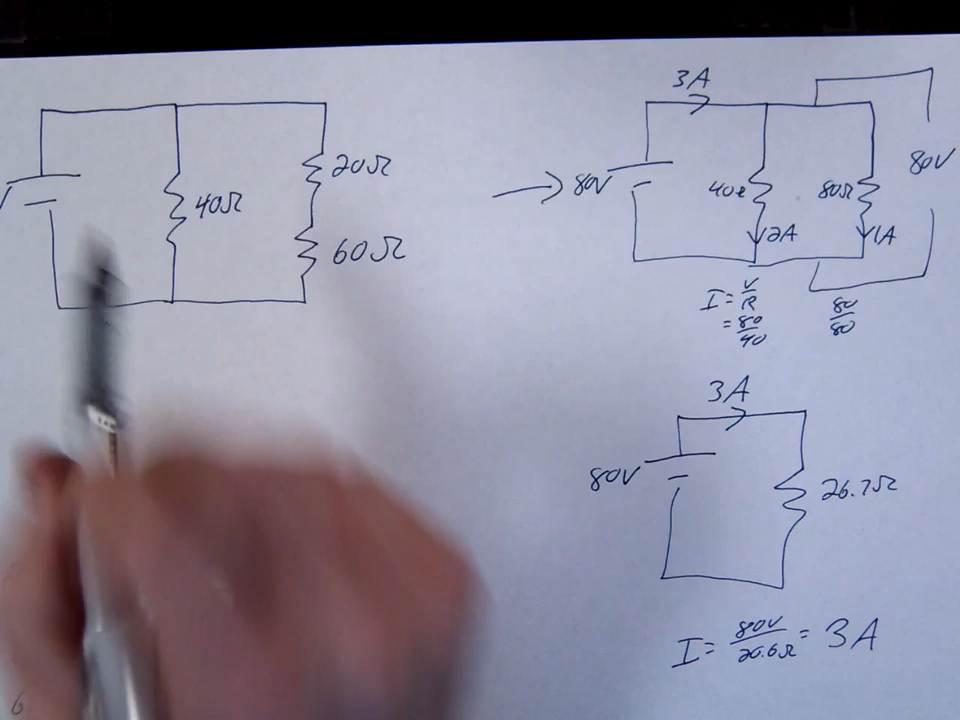 20Ω
40Ω
60Ω
3A
80V
40Ω
80Ω
80V
2A
1A
I = V/R
= 80/40
80/80
3A
80V
26.7Ω
I = 80V/26.6Ω = 3A
6